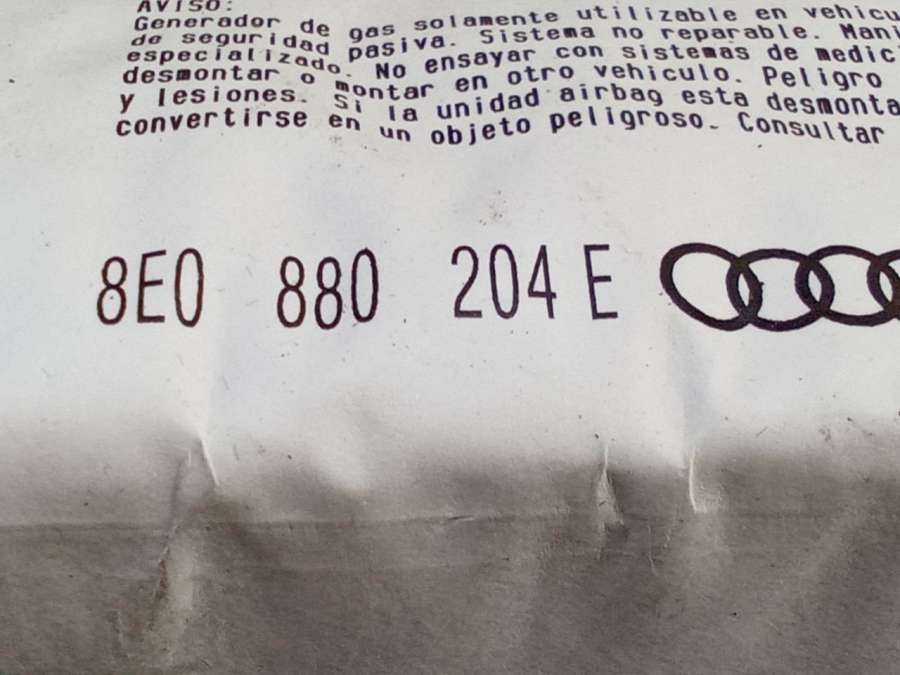 AVISO:
Generador de gas solamente utilizable en vehicu
de seguridad pasiva. Sistema no reparable. Mani
especializado. No ensayar con sistemas de medic
desmontar o montar en otro vehiculo. Peligro
y lesiones. Si la unidad airbag esta desmonta
convertirse en un objeto peligroso. Consultar
8E0 880 204 E